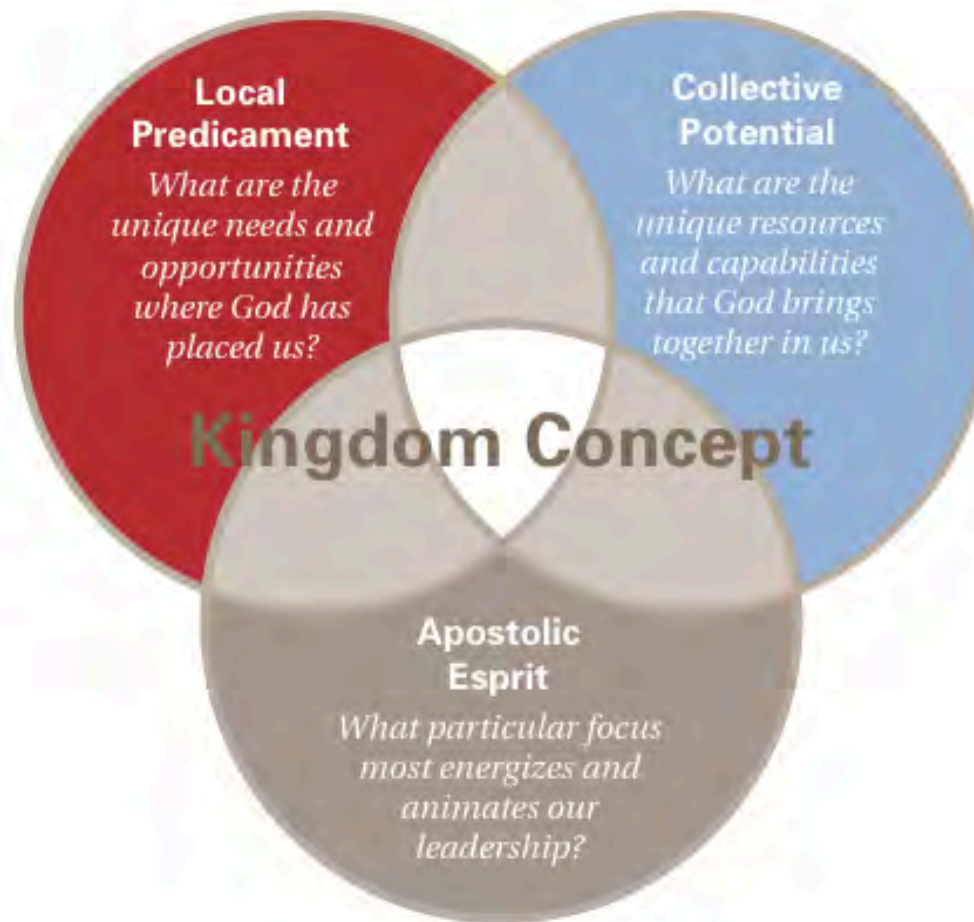 Local
Predicament
What are the
unique needs and
opportunities
where God has
placed us?
Collective
Potential
What are the
unique resources
and capabilities
that God brings
together in us?
Kingdom Concept
Apostolic
Esprit
What particular focus
most energizes and
animates our
leadership?